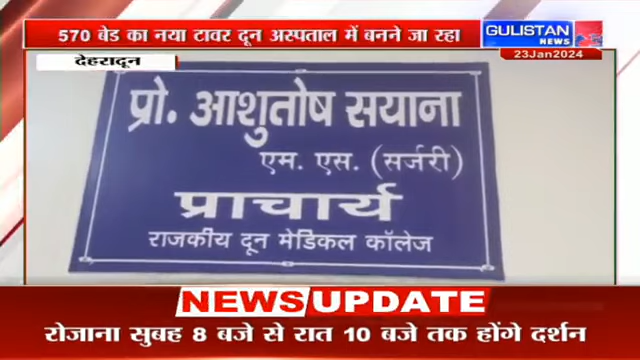 570 बेड का नया टावर दून अस्पताल में बनने जा रहा
GULISTAN
NEWS
23Jan2024
देहरादून
प्रो. आशुतोष सयाना
एम. एस. (सर्जरी)
प्राचार्य
राजकीय दून मेडिकल कॉलेज
NEWS UPDATE
रोजाना सुबह 8 बजे से रात 10 बजे तक होंगे दर्शन